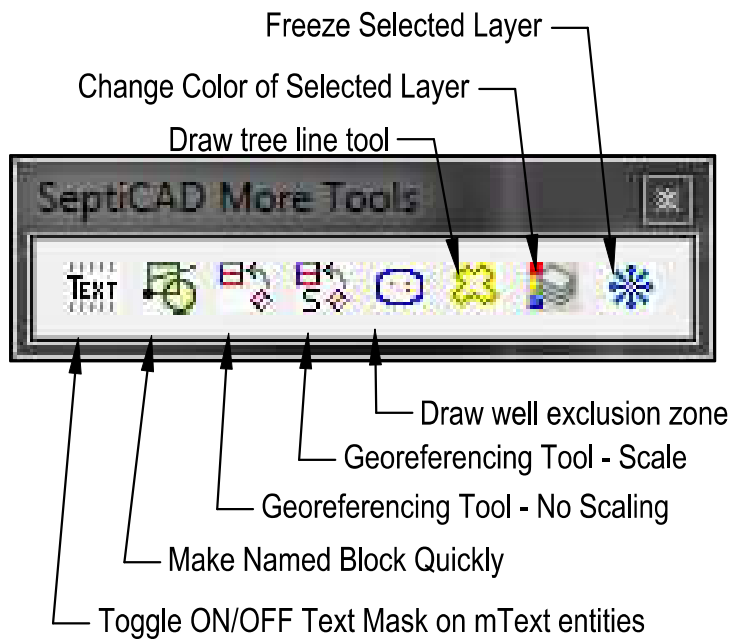 Freeze Selected Layer
Change Color of Selected Layer
Draw tree line tool
SeptiCAD More Tools
TEXT
S
Draw well exclusion zone
Georeferencing Tool - Scale
Georeferencing Tool - No Scaling
Make Named Block Quickly
Toggle ON/OFF Text Mask on mText entities